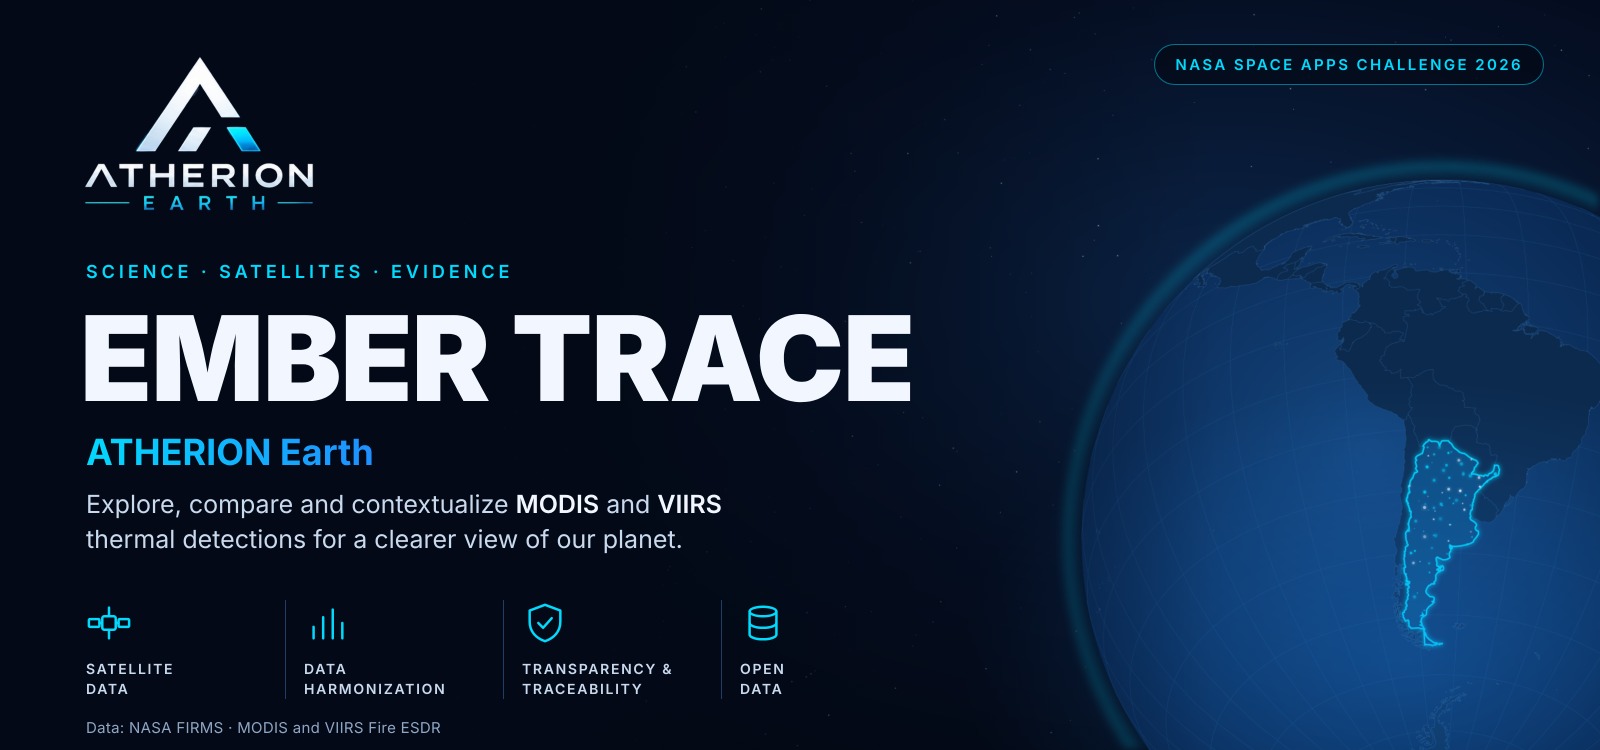 NASA SPACE APPS CHALLENGE 2026
ATHERION
EARTH
SCIENCE · SATELLITES · EVIDENCE
EMBER TRACE
ATHERION Earth
Explore, compare and contextualize MODIS and VIIRS
thermal detections for a clearer view of our planet.
SATELLITE
DATA
DATA
HARMONIZATION
TRANSPARENCY &
TRACEABILITY
OPEN
DATA
Data: NASA FIRMS · MODIS and VIIRS Fire ESDR